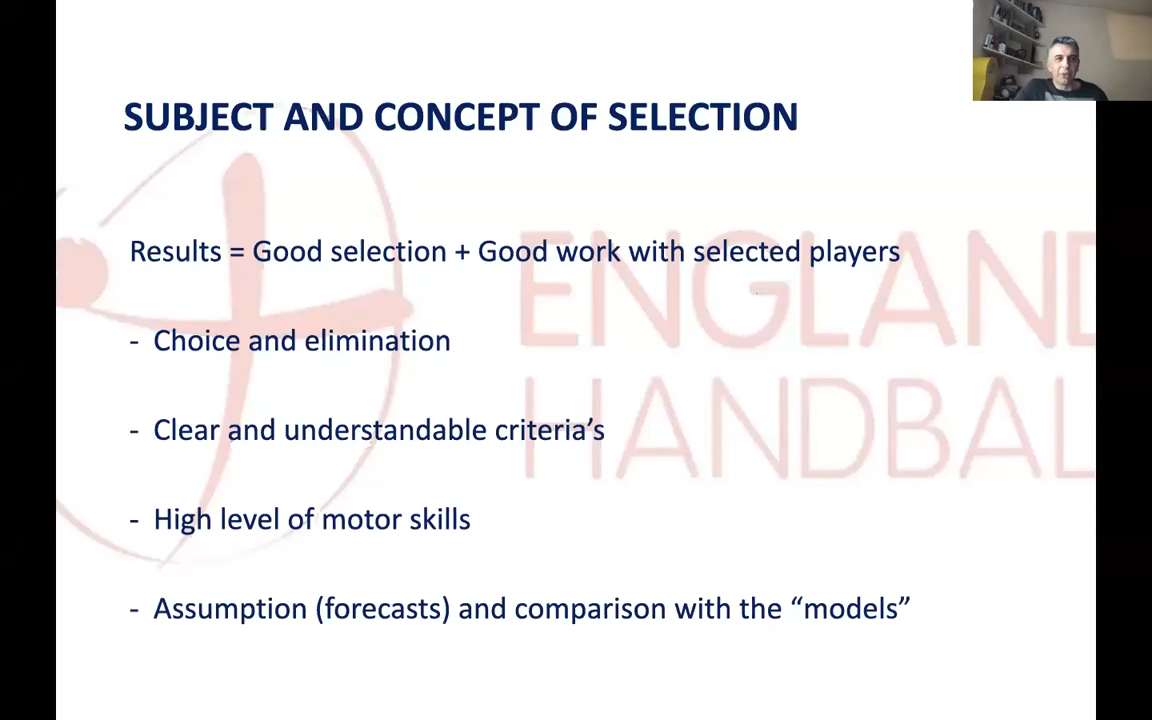 SUBJECT AND CONCEPT OF SELECTION
Results = Good selection + Good work with selected players
- Choice and elimination
- Clear and understandable criteria’s
- High level of motor skills
- Assumption (forecasts) and comparison with the “models”
ENGLAND
HANDBAL